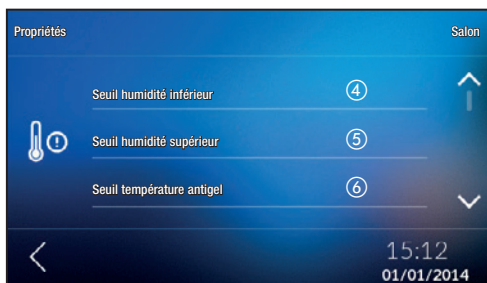 Propriétés Salon
Seuil humidité inférieur ④
Seuil humidité supérieur ⑤
Seuil température antigel ⑥
15:12
01/01/2014